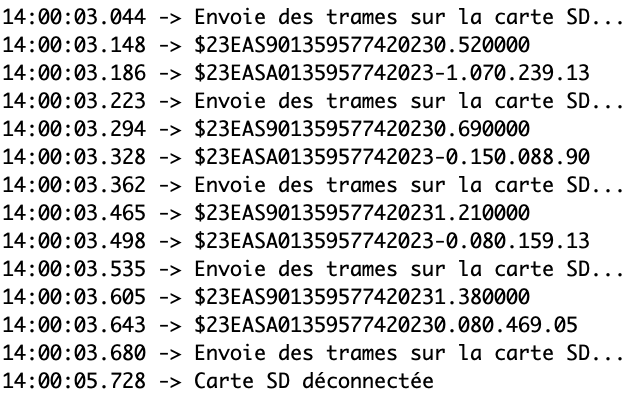 14:00:03.044 -> Envoie des trames sur la carte SD...
14:00:03.148 -> $23EAS901359577420230.520000
14:00:03.186 -> $23EASA0135957742023-1.070.239.13
14:00:03.223 -> Envoie des trames sur la carte SD...
14:00:03.294 -> $23EAS901359577420230.690000
14:00:03.328 -> $23EASA0135957742023-0.150.088.90
14:00:03.362 -> Envoie des trames sur la carte SD...
14:00:03.465 -> $23EAS901359577420231.210000
14:00:03.498 -> $23EASA0135957742023-0.080.159.13
14:00:03.535 -> Envoie des trames sur la carte SD...
14:00:03.605 -> $23EAS901359577420231.380000
14:00:03.643 -> $23EASA01359577420230.080.469.05
14:00:03.680 -> Envoie des trames sur la carte SD...
14:00:05.728 -> Carte SD déconnectée